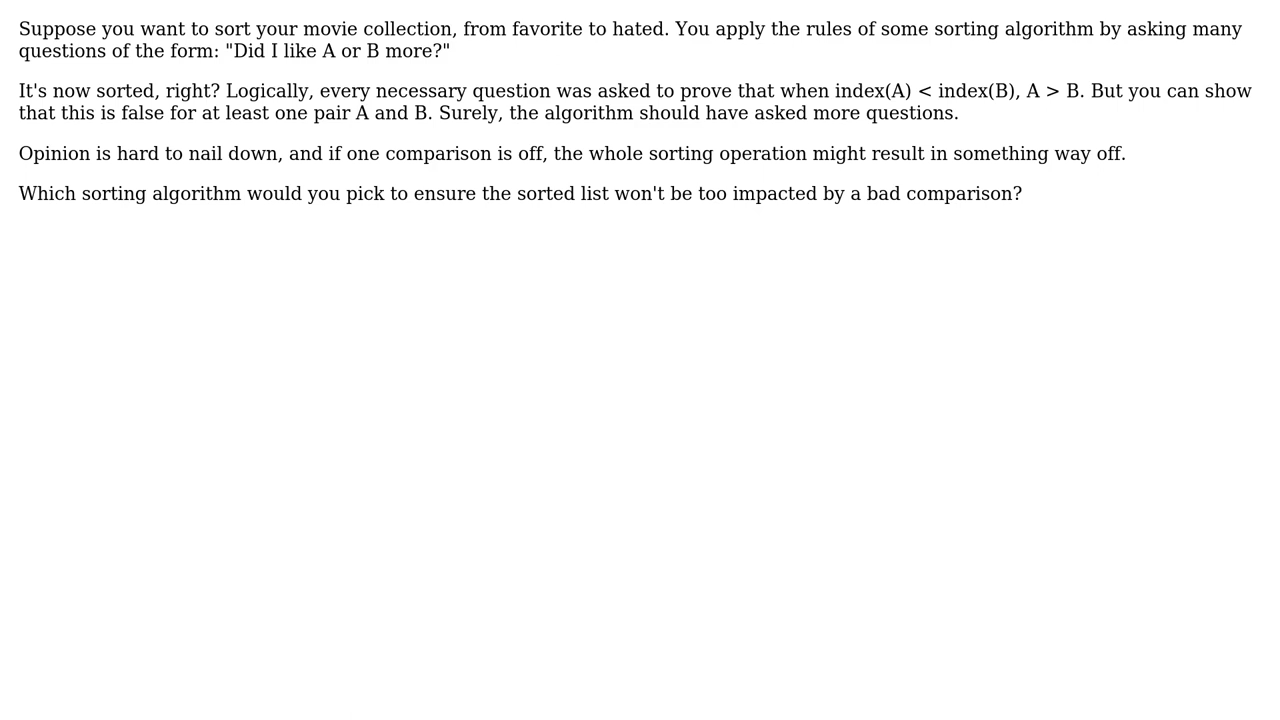 Suppose you want to sort your movie collection, from favorite to hated. You apply the rules of some sorting algorithm by asking many
questions of the form: "Did I like A or B more?"
It's now sorted, right? Logically, every necessary question was asked to prove that when index(A) < index(B), A > B. But you can show
that this is false for at least one pair A and B. Surely, the algorithm should have asked more questions.
Opinion is hard to nail down, and if one comparison is off, the whole sorting operation might result in something way off.
Which sorting algorithm would you pick to ensure the sorted list won't be too impacted by a bad comparison?